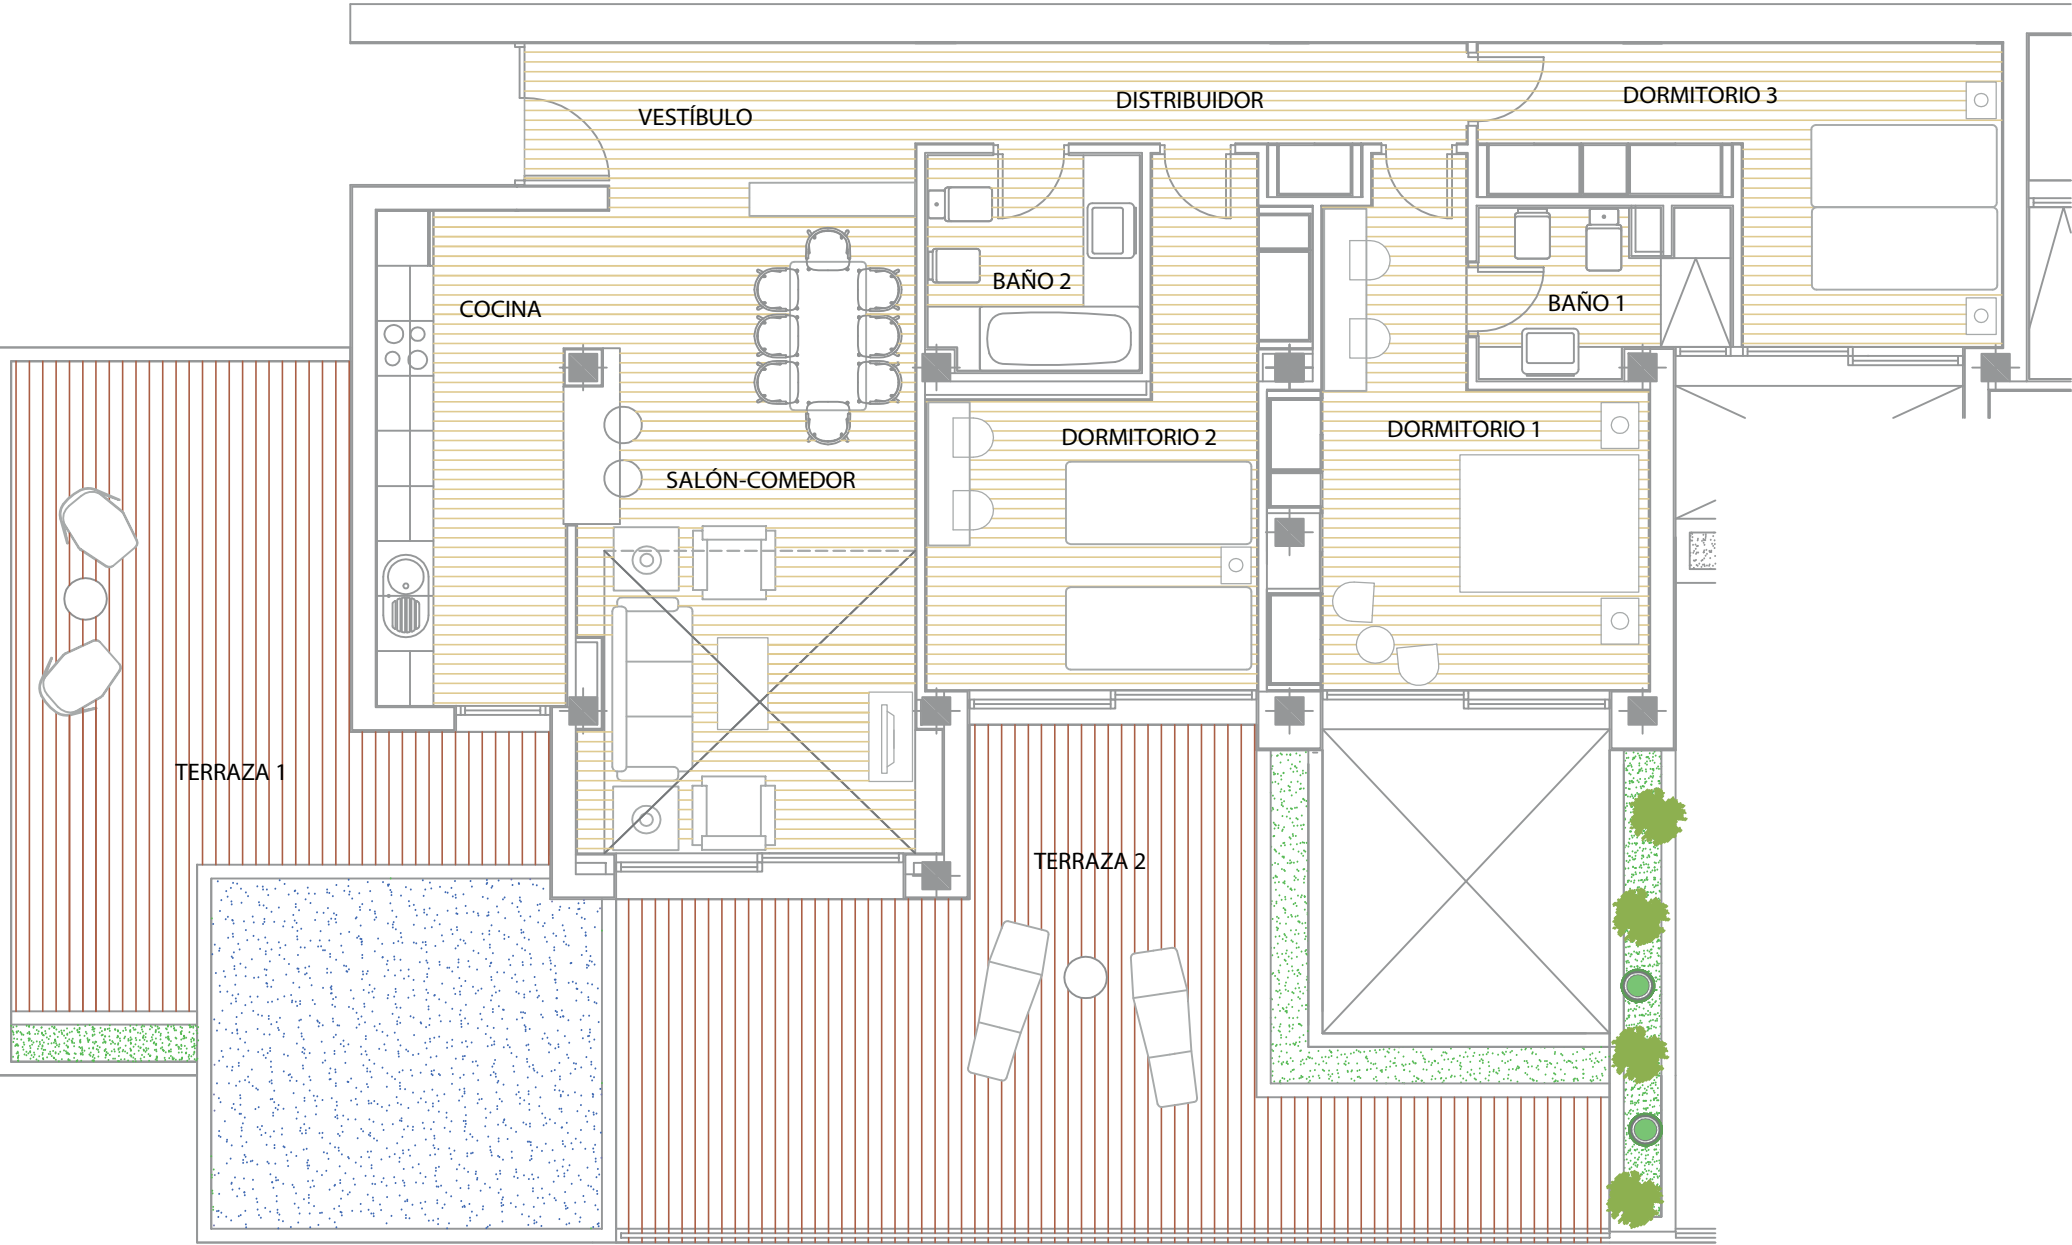 DORMITORIO 3
DISTRIBUIDOR
VESTÍBULO
BAÑO 2
BAÑO 1
COCINA
DORMITORIO 1
DORMITORIO 2
SALÓN-COMEDOR
TERRAZA 1
TERRAZA 2